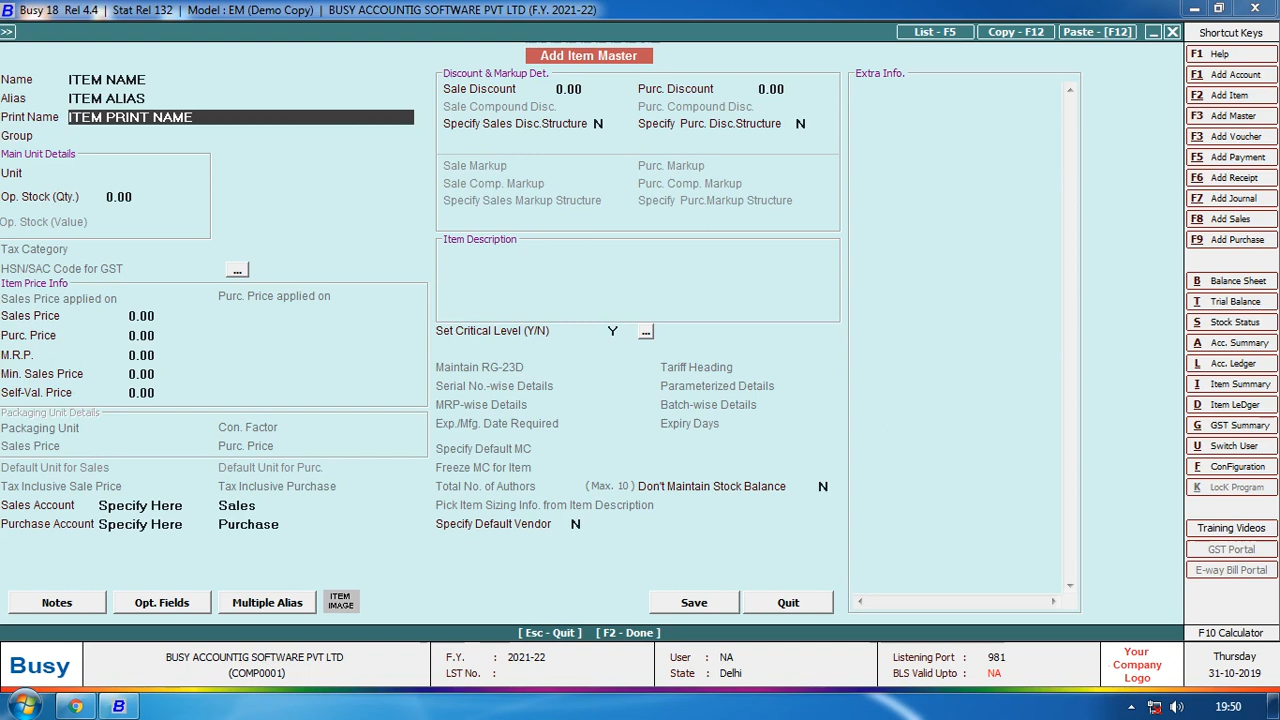 Busy 18 Rel 4.4 | Stat Rel 132 | Model : EM (Demo Copy) | BUSY ACCOUNTIG SOFTWARE PVT LTD (F.Y. 2021-22)
>> List - F5 Copy - F12 Paste - [F12]
Add Item Master
Name ITEM NAME
Alias ITEM ALIAS
Print Name ITEM PRINT NAME
Group
Main Unit Details
Unit
Op. Stock (Qty.) 0.00
Op. Stock (Value)
Tax Category
HSN/SAC Code for GST ...
Item Price Info
Sales Price applied on Purc. Price applied on
Sales Price 0.00
Purc. Price 0.00
M.R.P. 0.00
Min. Sales Price 0.00
Self-Val. Price 0.00
Packaging Unit Details
Packaging Unit Con. Factor
Sales Price Purc. Price
Default Unit for Sales Default Unit for Purc.
Tax Inclusive Sale Price Tax Inclusive Purchase
Sales Account Specify Here Sales
Purchase Account Specify Here Purchase
Notes Opt. Fields Multiple Alias ITEM IMAGE
Discount & Markup Det.
Sale Discount 0.00 Purc. Discount 0.00
Sale Compound Disc. Purc. Compound Disc.
Specify Sales Disc.Structure N Specify Purc. Disc.Structure N
Sale Markup Purc. Markup
Sale Comp. Markup Purc. Comp. Markup
Specify Sales Markup Structure Specify Purc.Markup Structure
Item Description
Set Critical Level (Y/N) Y ...
Maintain RG-23D Tariff Heading
Serial No.-wise Details Parameterized Details
MRP-wise Details Batch-wise Details
Exp./Mfg. Date Required Expiry Days
Specify Default MC
Freeze MC for Item
Total No. of Authors (Max. 10) Don't Maintain Stock Balance N
Pick Item Sizing Info. from Item Description
Specify Default Vendor N
Save Quit
Extra Info.
Shortcut Keys
F1 Help
F1 Add Account
F2 Add Item
F3 Add Master
F3 Add Voucher
F5 Add Payment
F6 Add Receipt
F7 Add Journal
F8 Add Sales
F9 Add Purchase
B Balance Sheet
T Trial Balance
S Stock Status
A Acc. Summary
L Acc. Ledger
I Item Summary
D Item LeDger
G GST Summary
U Switch User
F ConFiguration
K LocK Program
Training Videos
GST Portal
E-way Bill Portal
[ Esc - Quit ] [ F2 - Done ]
F10 Calculator
Busy
BUSY ACCOUNTIG SOFTWARE PVT LTD
(COMP0001)
F.Y. : 2021-22
LST No. :
User : NA
State : Delhi
Listening Port : 981
BLS Valid Upto : NA
Your
Company
Logo
Thursday
31-10-2019
19:50